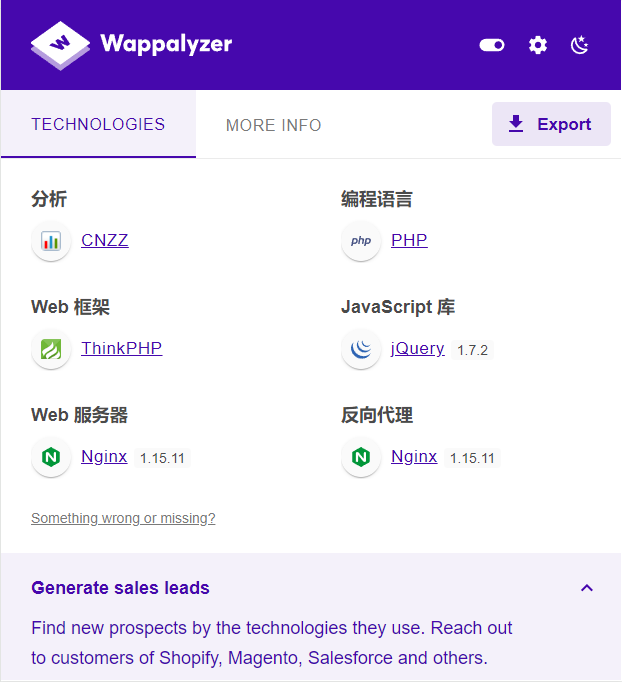 Wappalyzer
TECHNOLOGIES
MORE INFO
Export
分析
CNZZ
编程语言
php
PHP
Web 框架
ThinkPHP
JavaScript 库
jQuery 1.7.2
Web 服务器
Nginx 1.15.11
反向代理
Nginx 1.15.11
Something wrong or missing?
Generate sales leads
Find new prospects by the technologies they use. Reach out
to customers of Shopify, Magento, Salesforce and others.